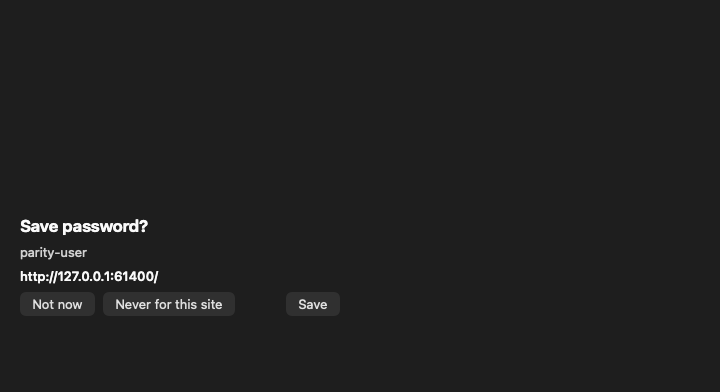 Save password?
parity-user
http://127.0.0.1:61400/
Not now Never for this site Save